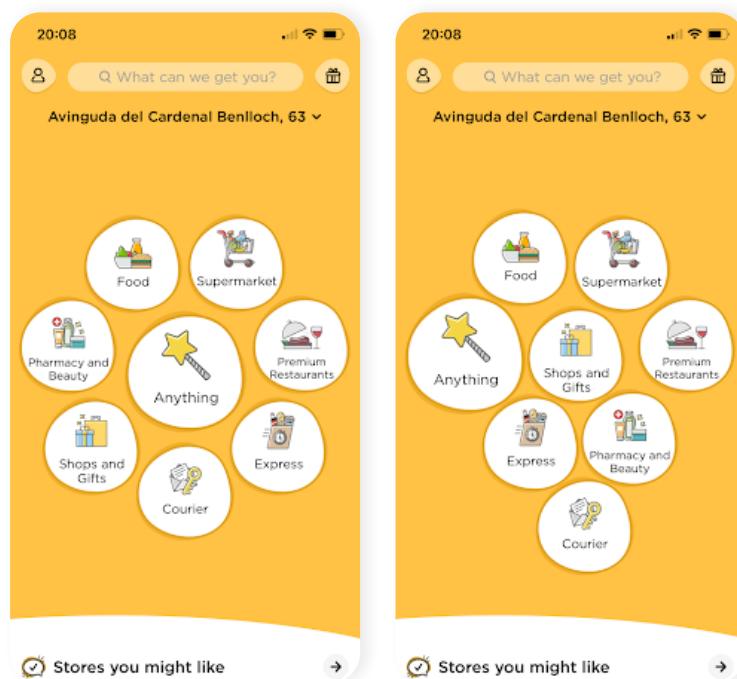 20:08
What can we get you?
Avinguda del Cardenal Benlloch, 63
Food
Supermarket
Pharmacy and
Beauty
Anything
Premium
Restaurants
Shops and
Gifts
Express
Courier
Stores you might like
20:08
What can we get you?
Avinguda del Cardenal Benlloch, 63
Food
Supermarket
Anything
Shops and
Gifts
Premium
Restaurants
Express
Pharmacy and
Beauty
Courier
Stores you might like